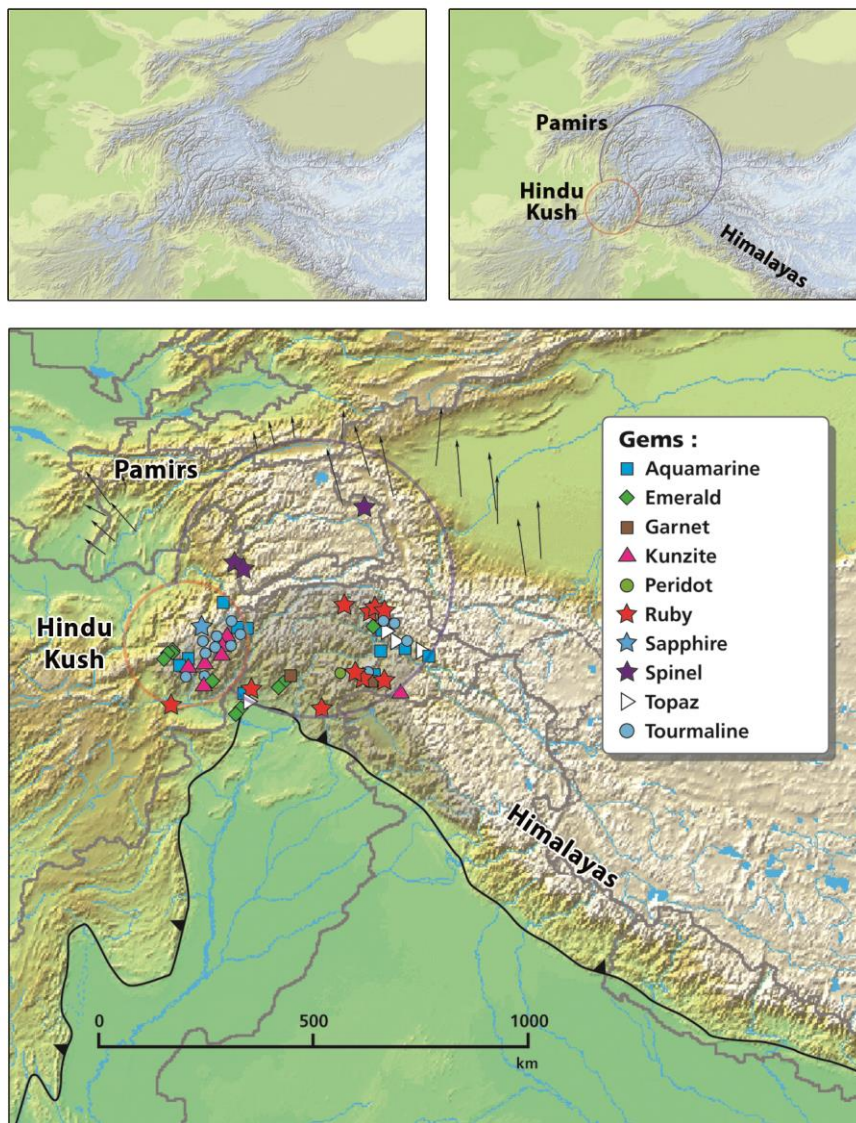 Pamirs
Hindu
Kush
Himalayas
Pamirs
Hindu
Kush
Himalayas
Gems :
Aquamarine
Emerald
Garnet
Kunzite
Peridot
Ruby
Sapphire
Spinel
Topaz
Tourmaline
0 500 1000
km